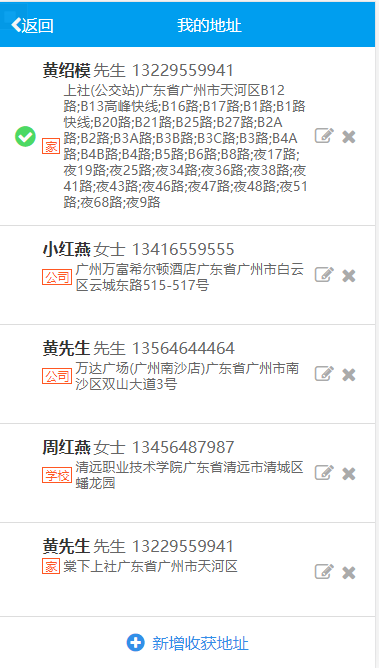 返回 我的地址
黄绍模 先生 13229559941
上社(公交站)广东省广州市天河区B12
路;B13高峰快线;B16路;B17路;B1路;B1路
快线;B20路;B21路;B25路;B27路;B2A
路;B2路;B3A路;B3B路;B3C路;B3路;B4A
家 路;B4B路;B4路;B5路;B6路;B8路;夜17路;
夜19路;夜25路;夜34路;夜36路;夜38路;夜
41路;夜43路;夜46路;夜47路;夜48路;夜51
路;夜68路;夜9路
小红燕 女士 13416559555
公司 广州万富希尔顿酒店广东省广州市白云
区云城东路515-517号
黄先生 先生 13564644464
公司 万达广场(广州南沙店)广东省广州市南
沙区双山大道3号
周红燕 女士 13456487987
学校 清远职业技术学院广东省清远市清城区
蟠龙园
黄先生 先生 13229559941
家 棠下上社广东省广州市天河区
新增收获地址